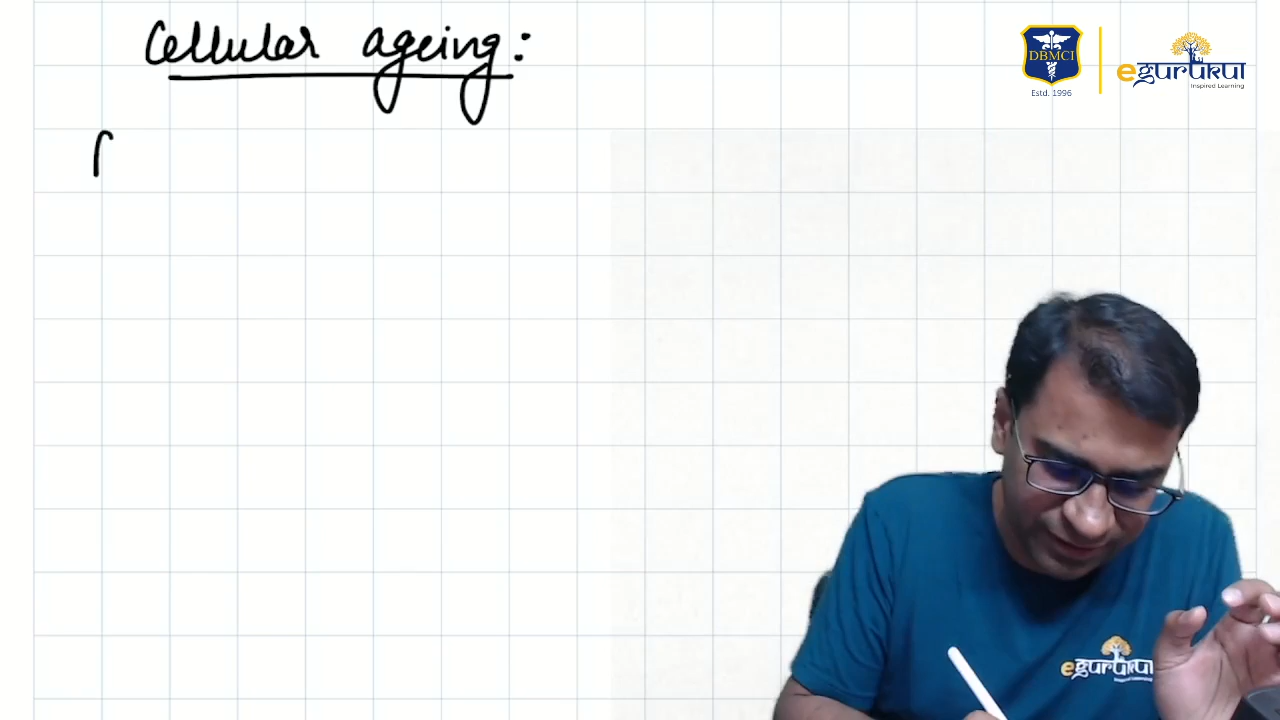 Cellular ageing:
DBMCI
Estd. 1996
egurukul
Inspired Learning
egurukul